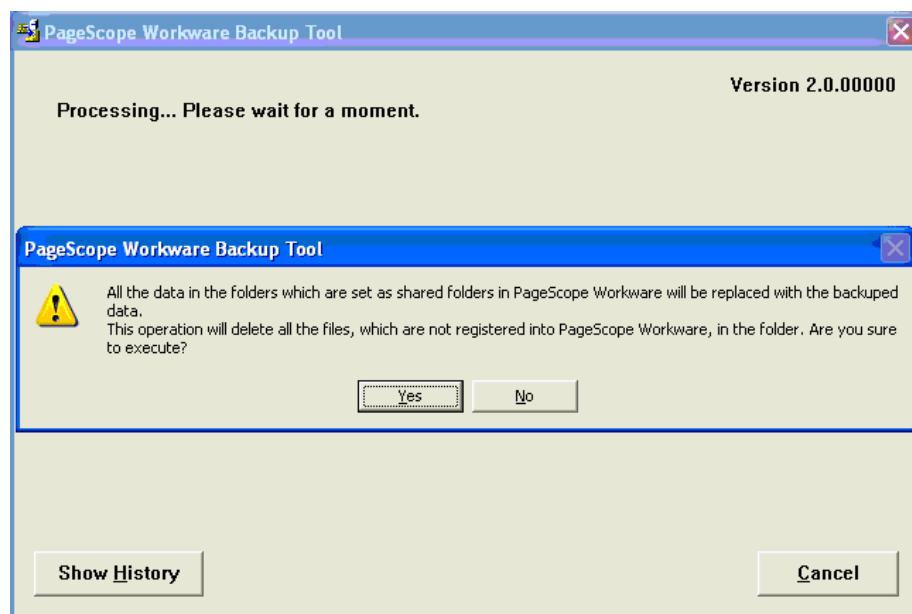 PageScope Workware Backup Tool
Version 2.0.00000
Processing... Please wait for a moment.
PageScope Workware Backup Tool
All the data in the folders which are set as shared folders in PageScope Workware will be replaced with the backuped
data.
This operation will delete all the files, which are not registered into PageScope Workware, in the folder. Are you sure
to execute?
Yes
No
Show History
Cancel